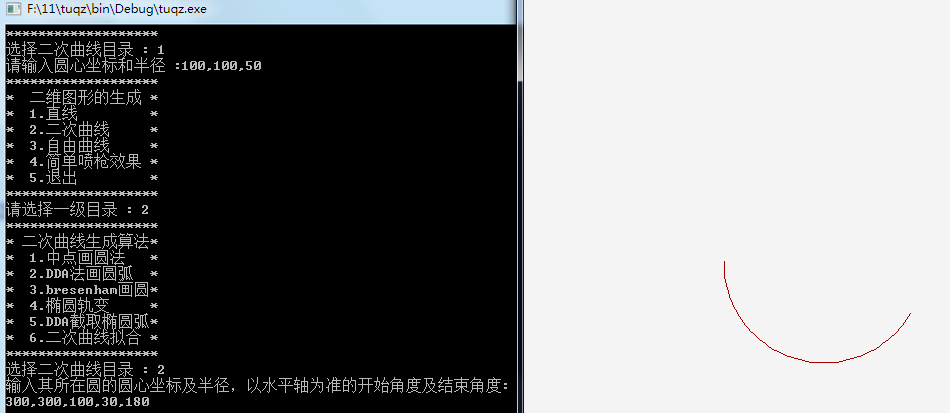 F:\11\tuqz\bin\Debug\tuqz.exe
********************
选择二次曲线目录 : 1
请输入圆心坐标和半径 :100,100,50
********************
*  二维图形的生成 *
*  1.直线         *
*  2.二次曲线     *
*  3.自由曲线     *
*  4.简单喷枪效果 *
*  5.退出         *
********************
请选择一级目录 : 2
********************
* 二次曲线生成算法*
*  1.中点画圆法   *
*  2.DDA法画圆弧  *
*  3.bresenham画圆*
*  4.椭圆轨变     *
*  5.DDA截取椭圆弧*
*  6.二次曲线拟合 *
********************
选择二次曲线目录 : 2
输入其所在圆的圆心坐标及半径，以水平轴为准的开始角度及结束角度:
300,300,100,30,180